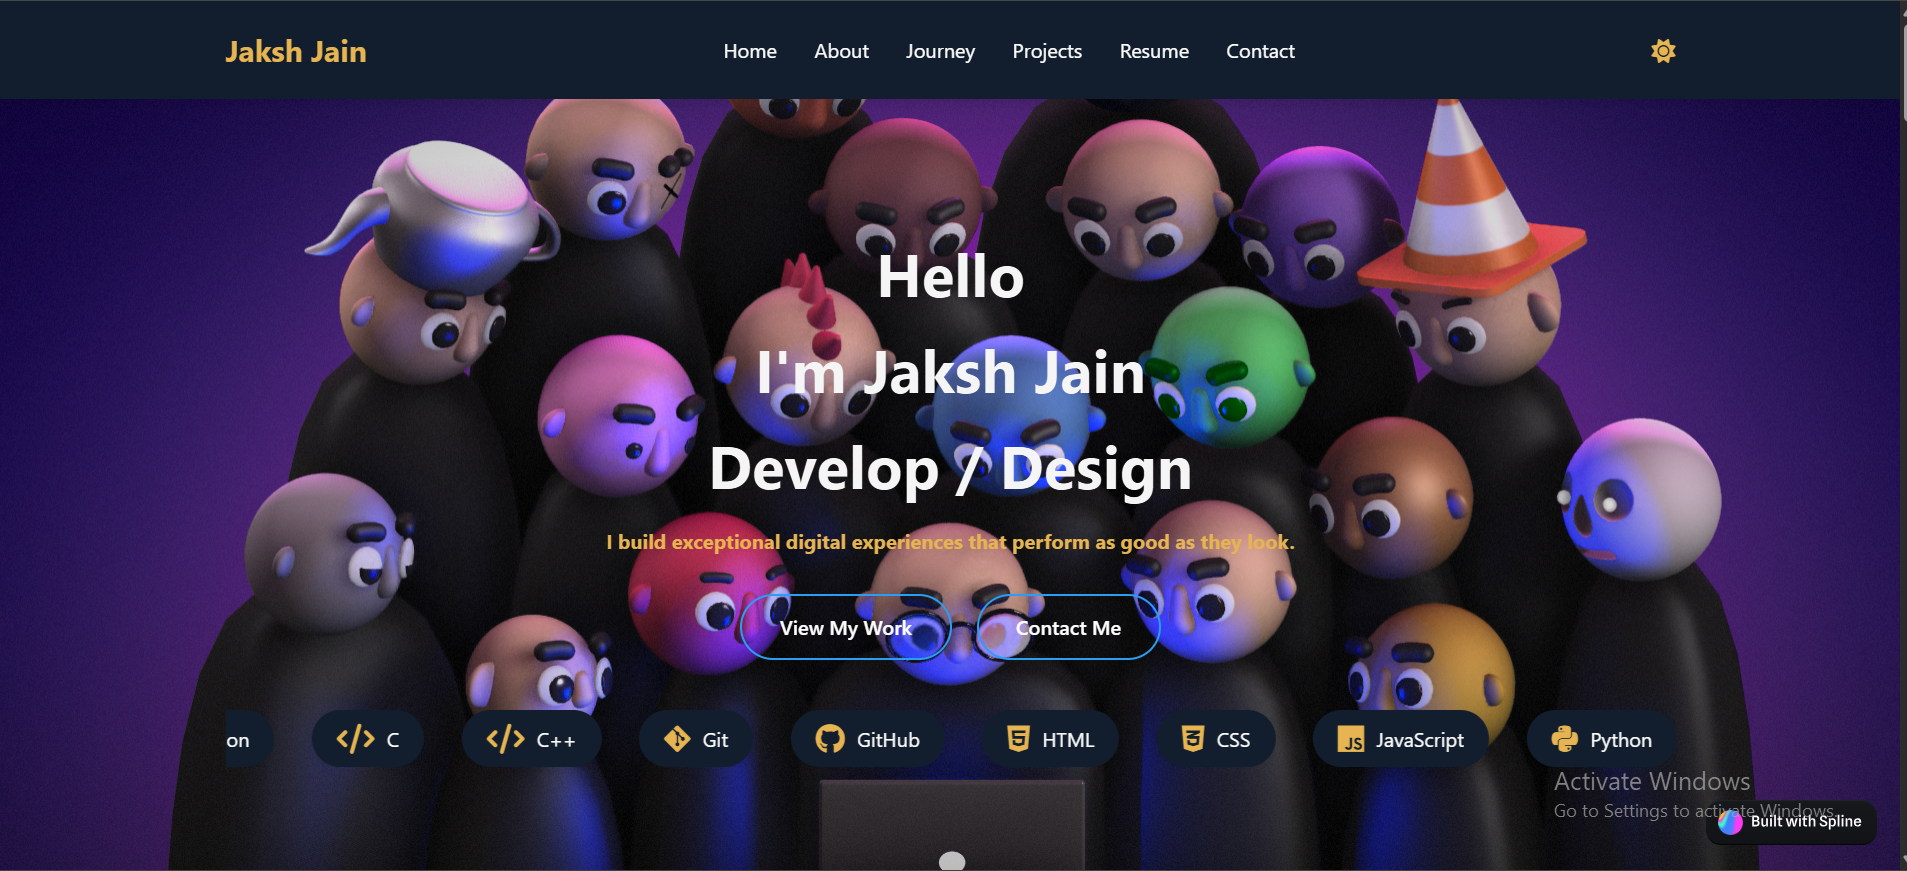 Jaksh Jain
Home
About
Journey
Projects
Resume
Contact
Hello
I'm Jaksh Jain
Develop / Design
I build exceptional digital experiences that perform as good as they look.
View My Work
Contact Me
on
C
C++
Git
GitHub
HTML
CSS
JS
JavaScript
Python
Activate Windows
Go to Settings to activate Windows.
Built with Spline